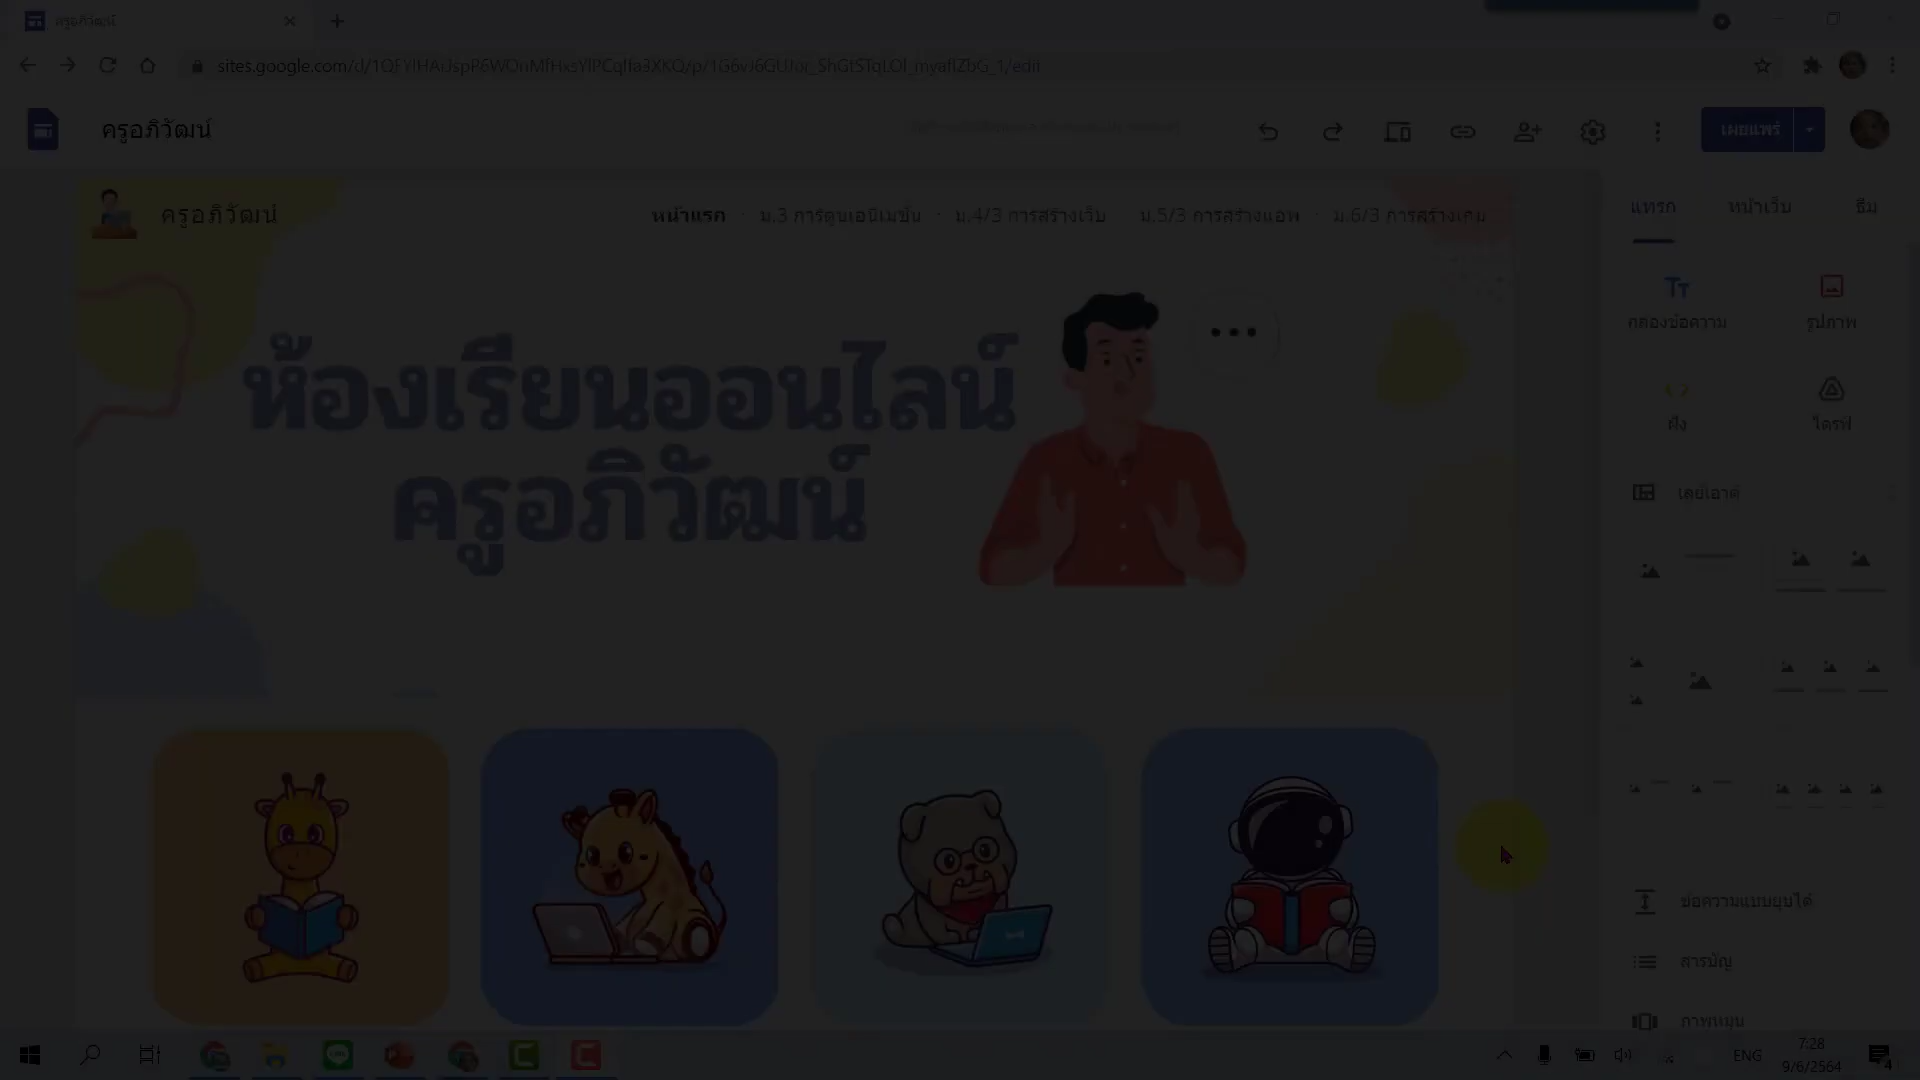 ครูอภิวัฒน์
ครูอภิวัฒน์
เผยแพร่
ครูอภิวัฒน์
หน้าแรก
ม.3 การ์ตูนเอนิเมชั่น
ม.4/3 การสร้างเว็บ
ม.5/3 การสร้างแอพ
ม.6/3 การสร้างเกม
แทรก
หน้าเว็บ
ธีม
กล่องข้อความ
รูปภาพ
ฝัง
ไดรฟ์
เลย์เอาต์
ห้องเรียนออนไลน์
ครูอภิวัฒน์
ข้อความแบบยุบได้
สารบัญ
ภาพหมุน
ENG
7:28
9/6/2564
4